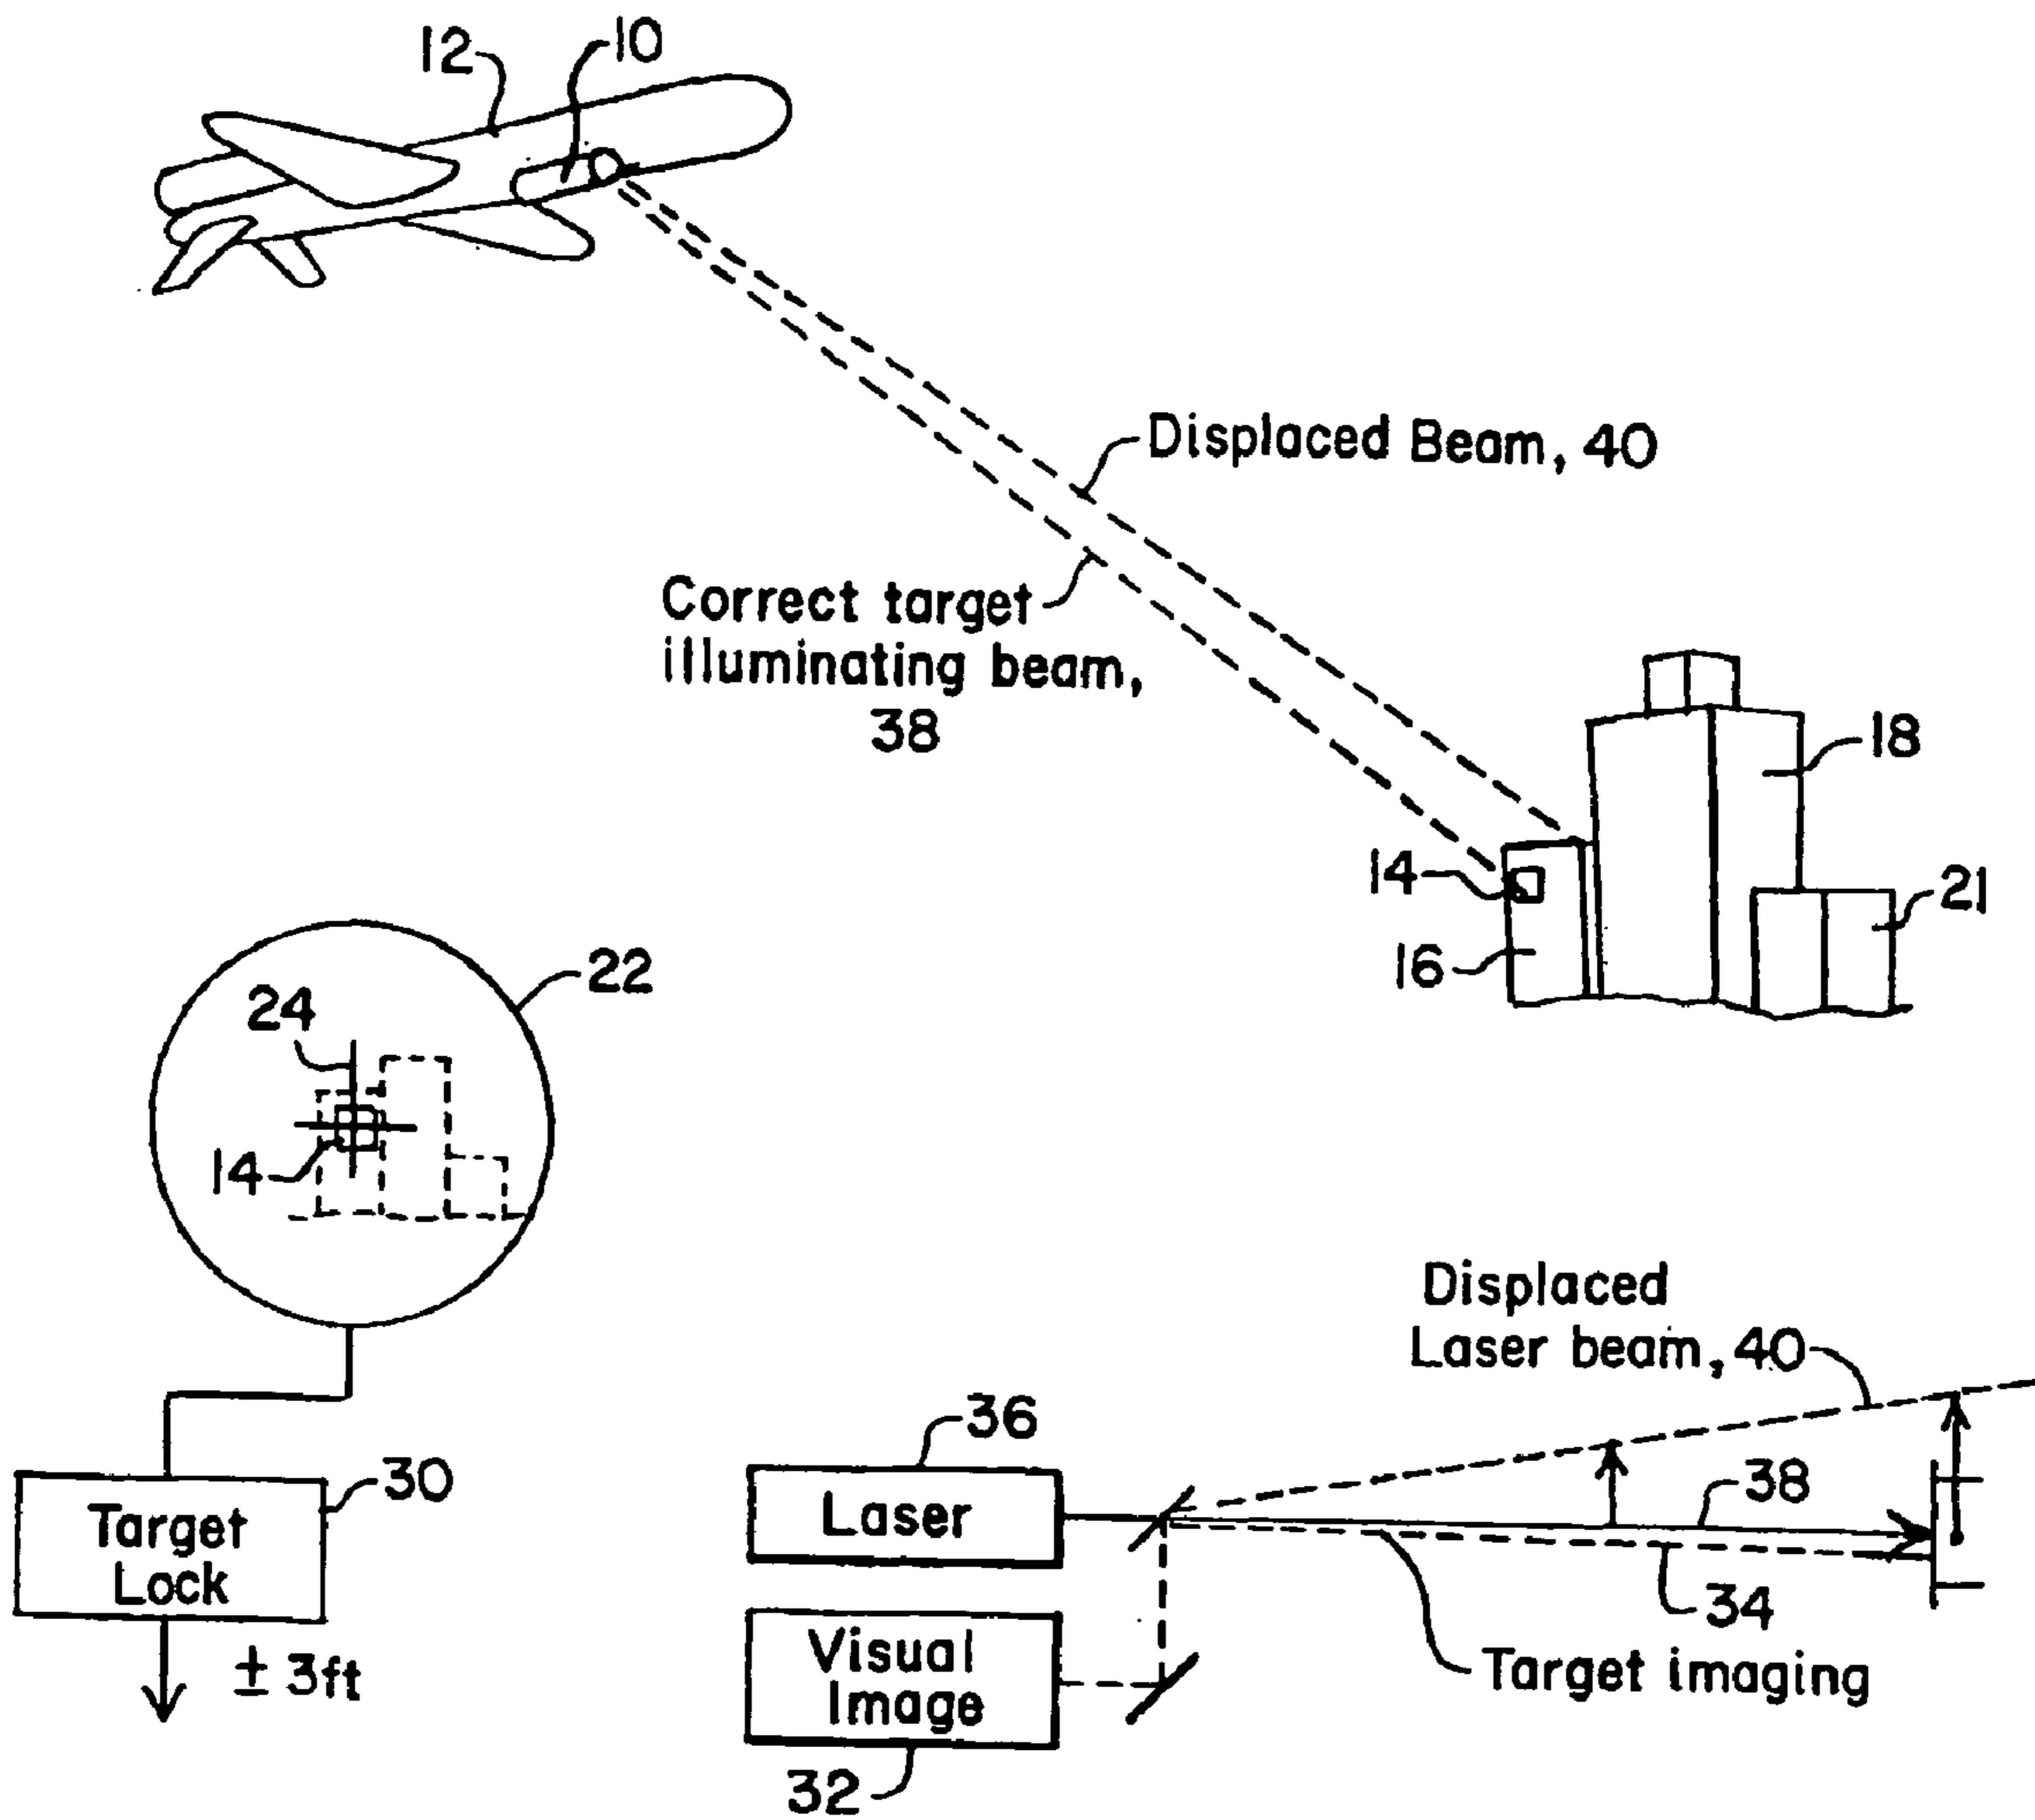 12
10
Displaced Beam, 40
Correct target
illuminating beam,
38
18
14
21
16
22
24
14
Displaced
Laser beam, 40
36
30
Laser
38
Target
Lock
34
Visual
Image
Target imaging
± 3ft
32